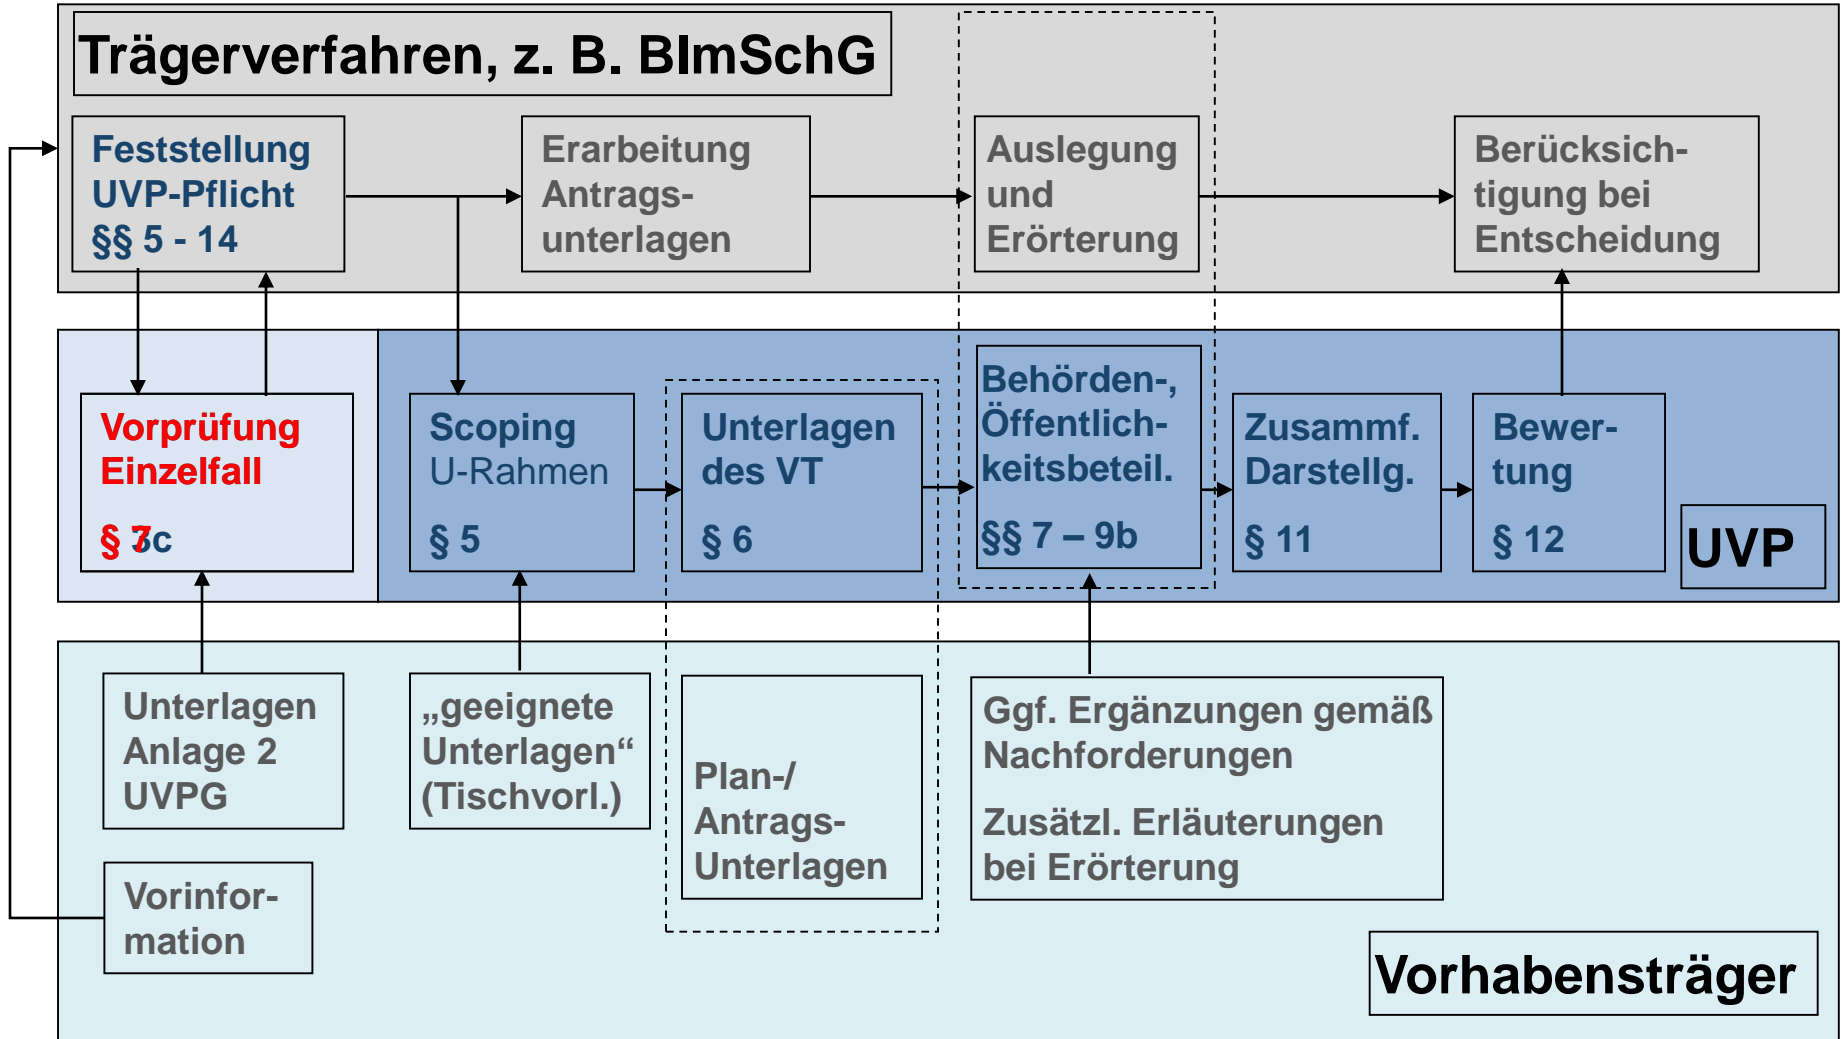 Trägerverfahren, z. B. BImSchG
Feststellung
UVP-Pflicht
§§ 5 - 14
Erarbeitung
Antrags-
unterlagen
Auslegung
und
Erörterung
Berücksich-
tigung bei
Entscheidung
Vorprüfung
Einzelfall
§ 7
Scoping
U-Rahmen
§ 5
Unterlagen
des VT
§ 6
Behörden-,
Öffentlich-
keitsbeteil.
§§ 7 – 9b
Zusammf.
Darstellg.
§ 11
Bewer-
tung
§ 12
UVP
Unterlagen
Anlage 2
UVPG
„geeignete
Unterlagen“
(Tischvorl.)
Plan-/
Antrags-
Unterlagen
Ggf. Ergänzungen gemäß
Nachforderungen
Zusätzl. Erläuterungen
bei Erörterung
Vorinfor-
mation
Vorhabensträger